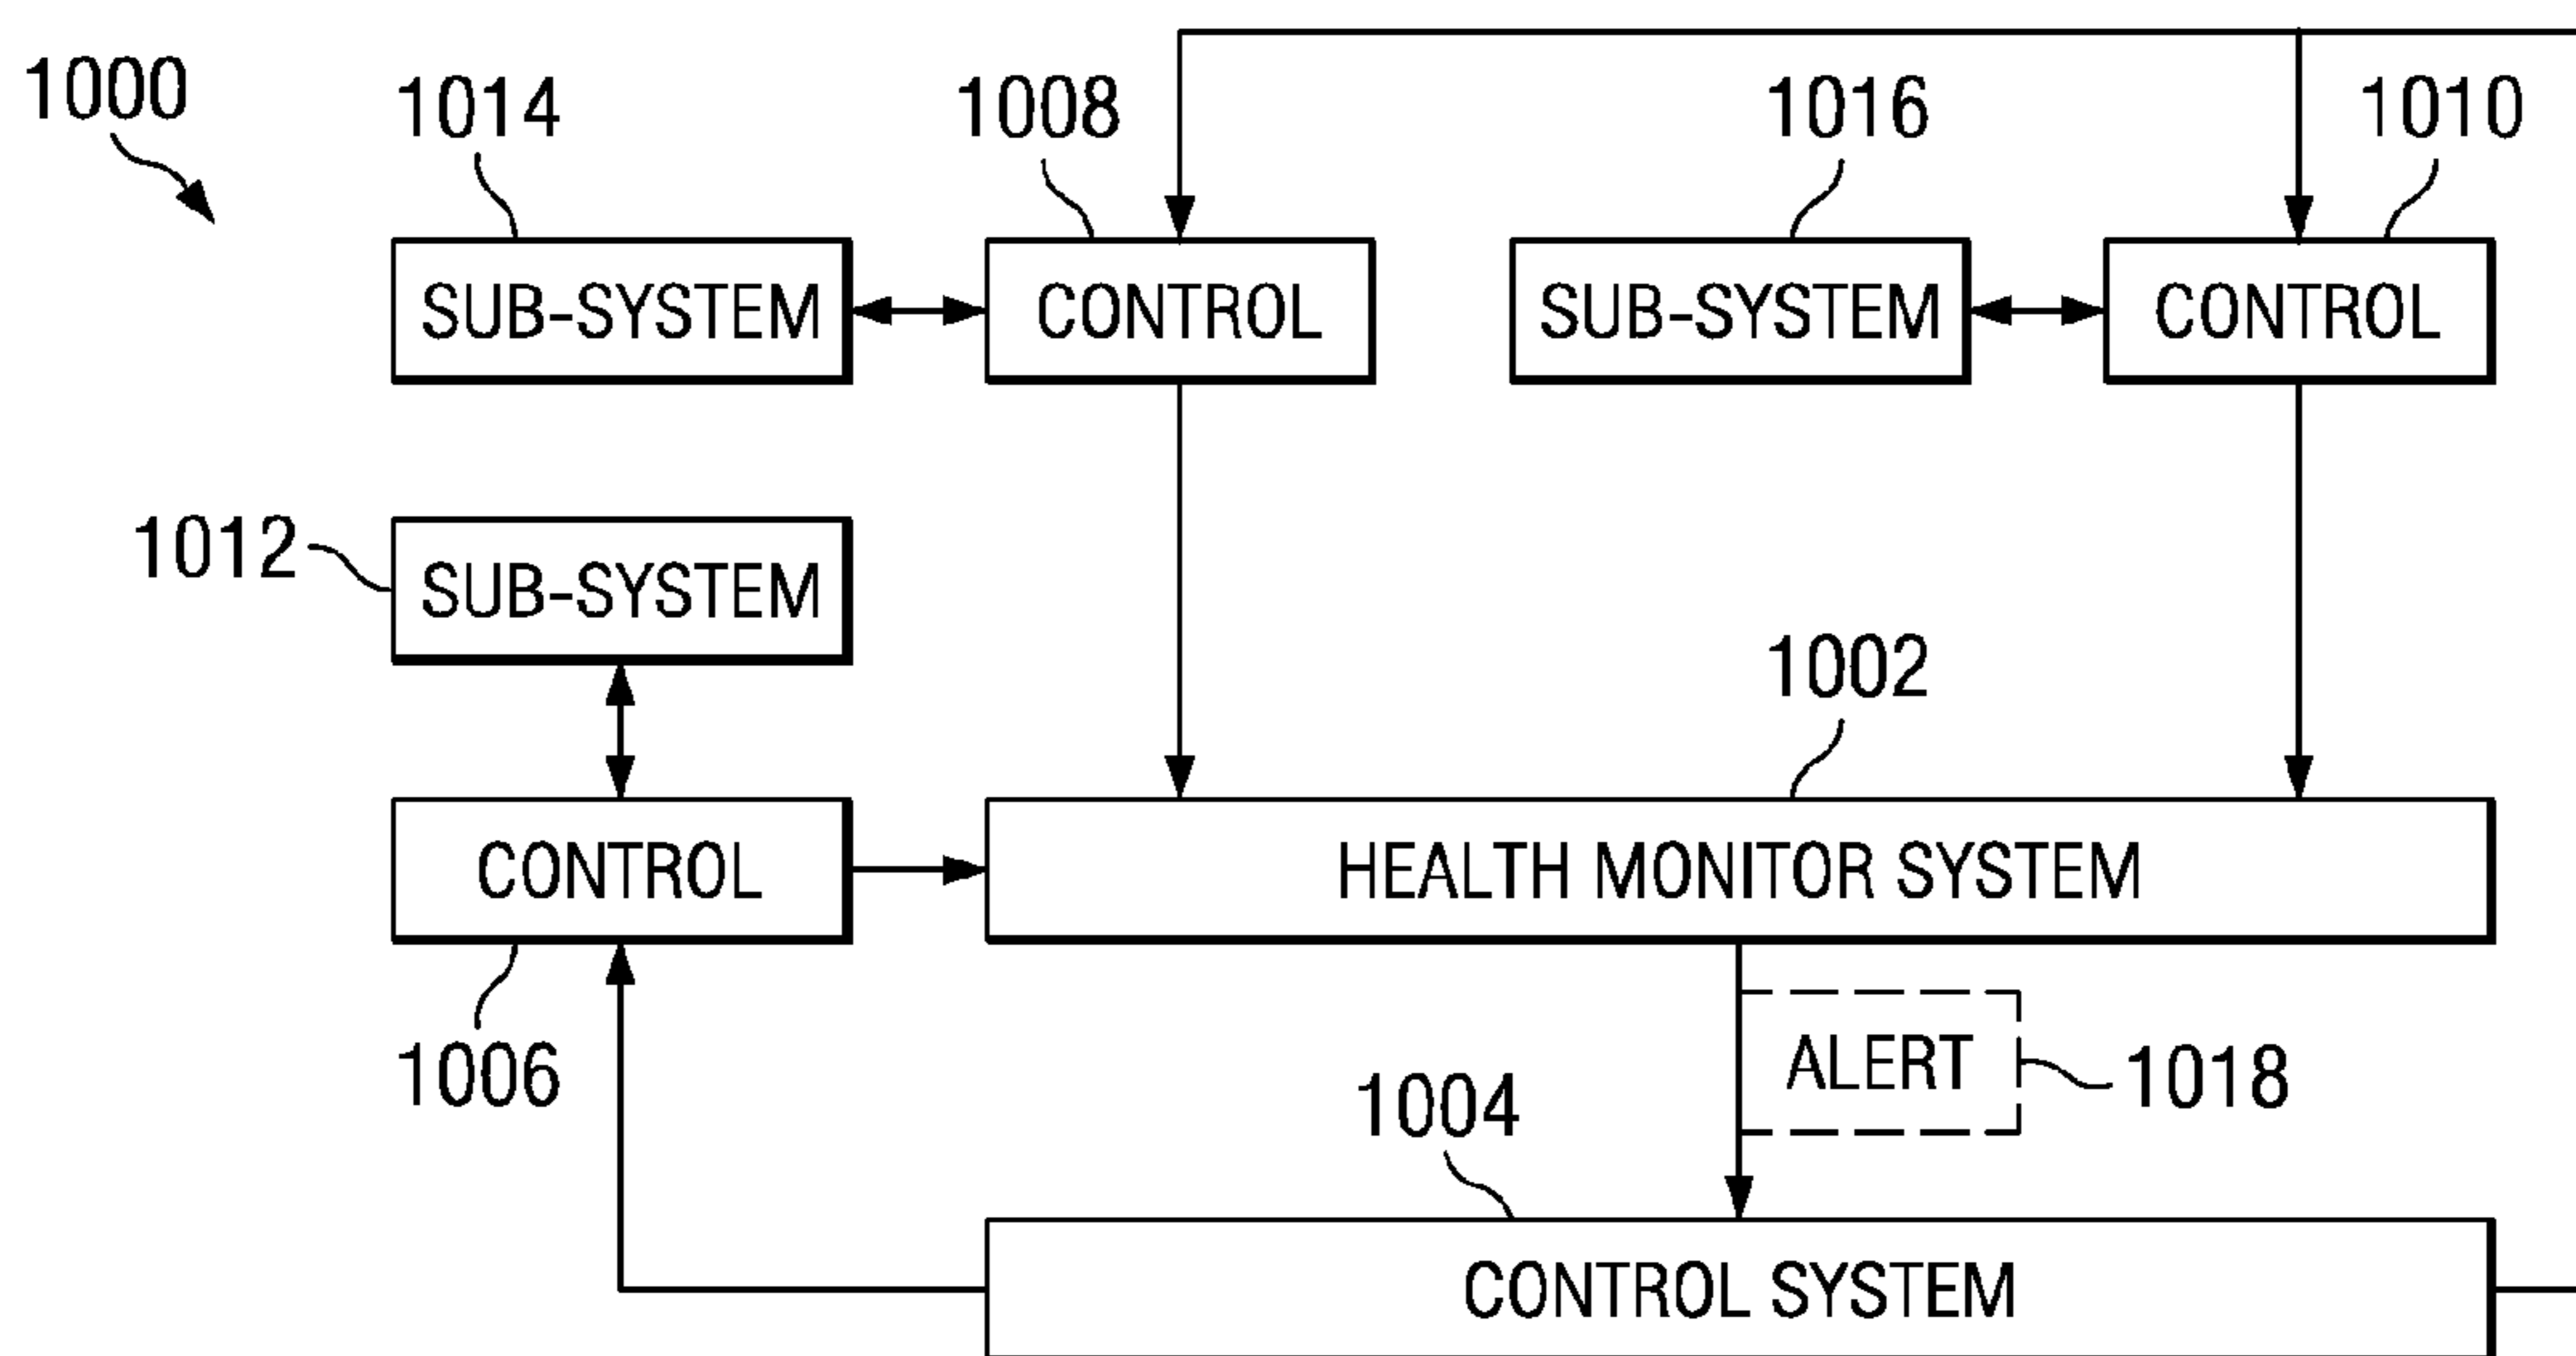 1000
1014
1008
1016
1010
SUB-SYSTEM
CONTROL
SUB-SYSTEM
CONTROL
1012
SUB-SYSTEM
1002
CONTROL
HEALTH MONITOR SYSTEM
1006
ALERT
1018
1004
CONTROL SYSTEM